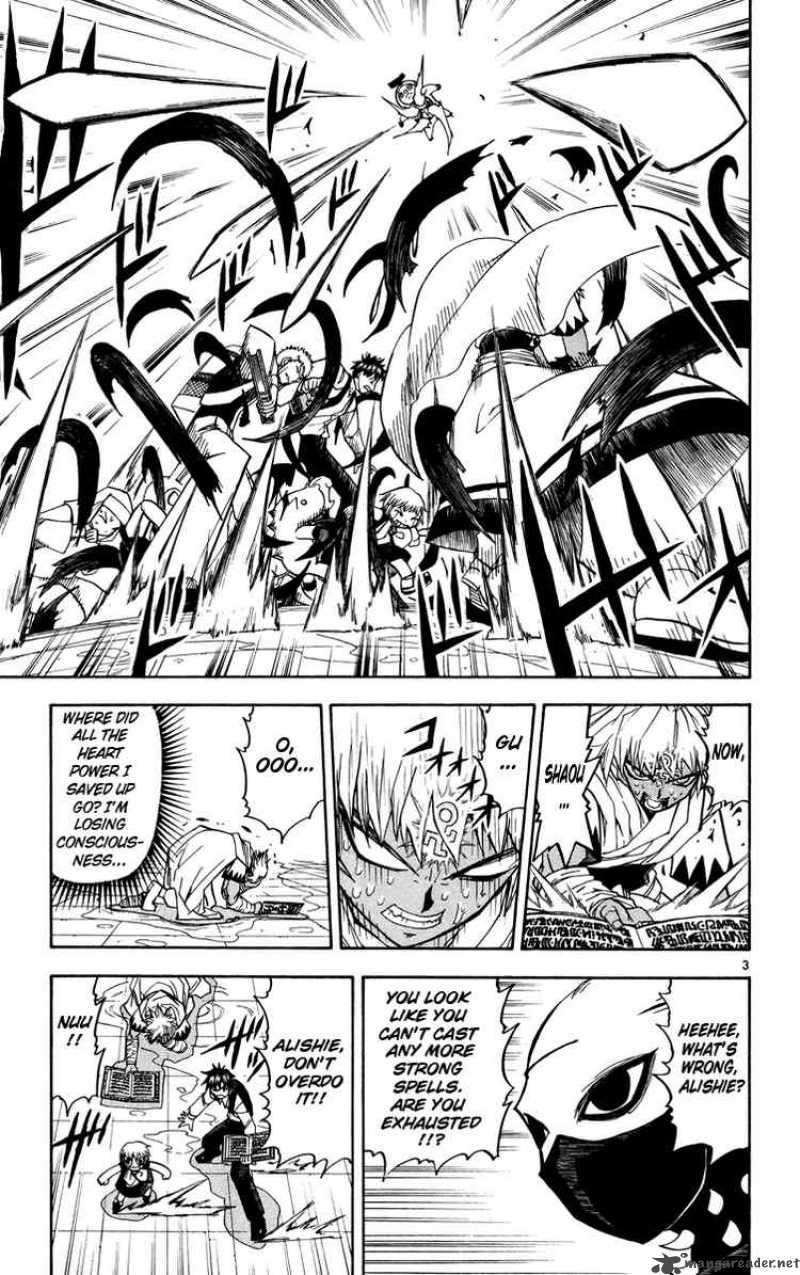 NOW,
SHAOU
...
GU
...
O,
OOO...
WHERE DID
ALL THE
HEART
POWER I
SAVED UP
GO? I'M
LOSING
CONSCIOUS-
NESS...
3
HEEHEE,
WHAT'S
WRONG,
ALISHIE?
YOU LOOK
LIKE YOU
CAN'T CAST
ANY MORE
STRONG
SPELLS.
ARE YOU
EXHAUSTED
!!?
ALISHIE,
DON'T
OVERDO
IT!!
NUU
!!
mangareader.net